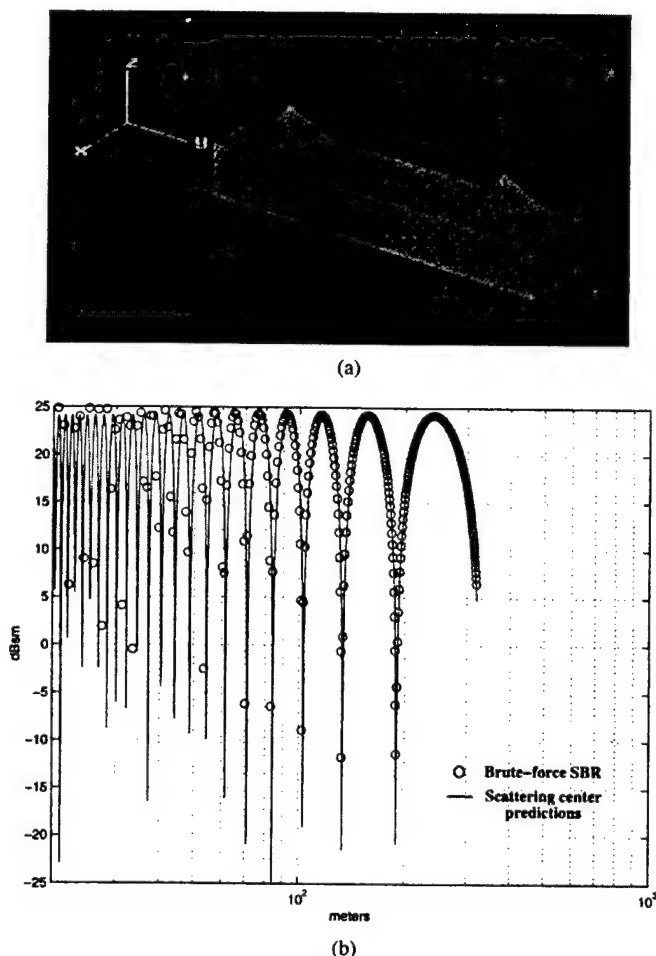 z
x
y
(a)
25
20
15
10
5
0
-5
-10
-15
-20
-25
dBsm
Brute-force SBR
Scattering center
predictions
10²
10³
meters
(b)